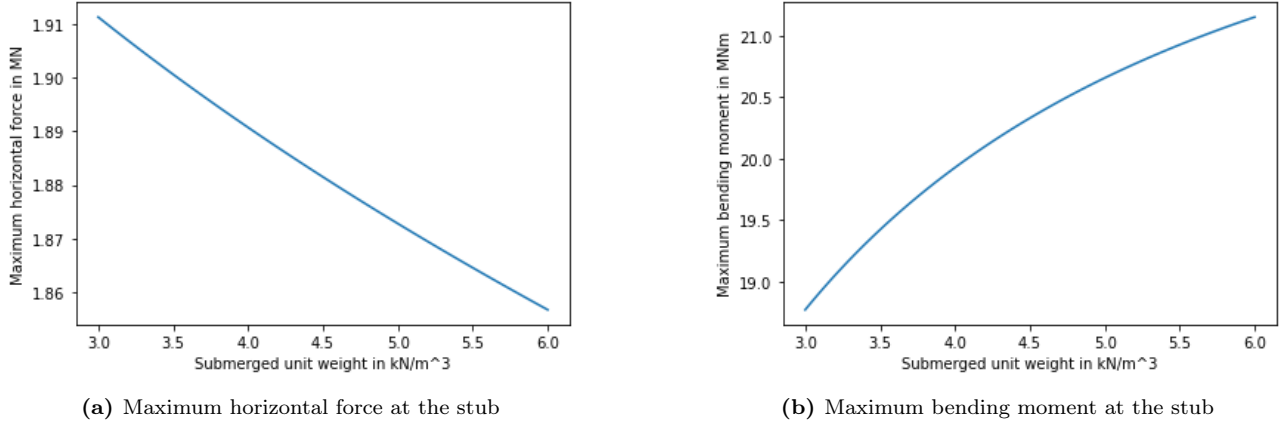 Maximum horizontal force in MN
1.91
1.90
1.89
1.88
1.87
1.86
3.0 3.5 4.0 4.5 5.0 5.5 6.0
Submerged unit weight in kN/m^3
(a) Maximum horizontal force at the stub
Maximum bending moment in MNm
21.0
20.5
20.0
19.5
19.0
3.0 3.5 4.0 4.5 5.0 5.5 6.0
Submerged unit weight in kN/m^3
(b) Maximum bending moment at the stub